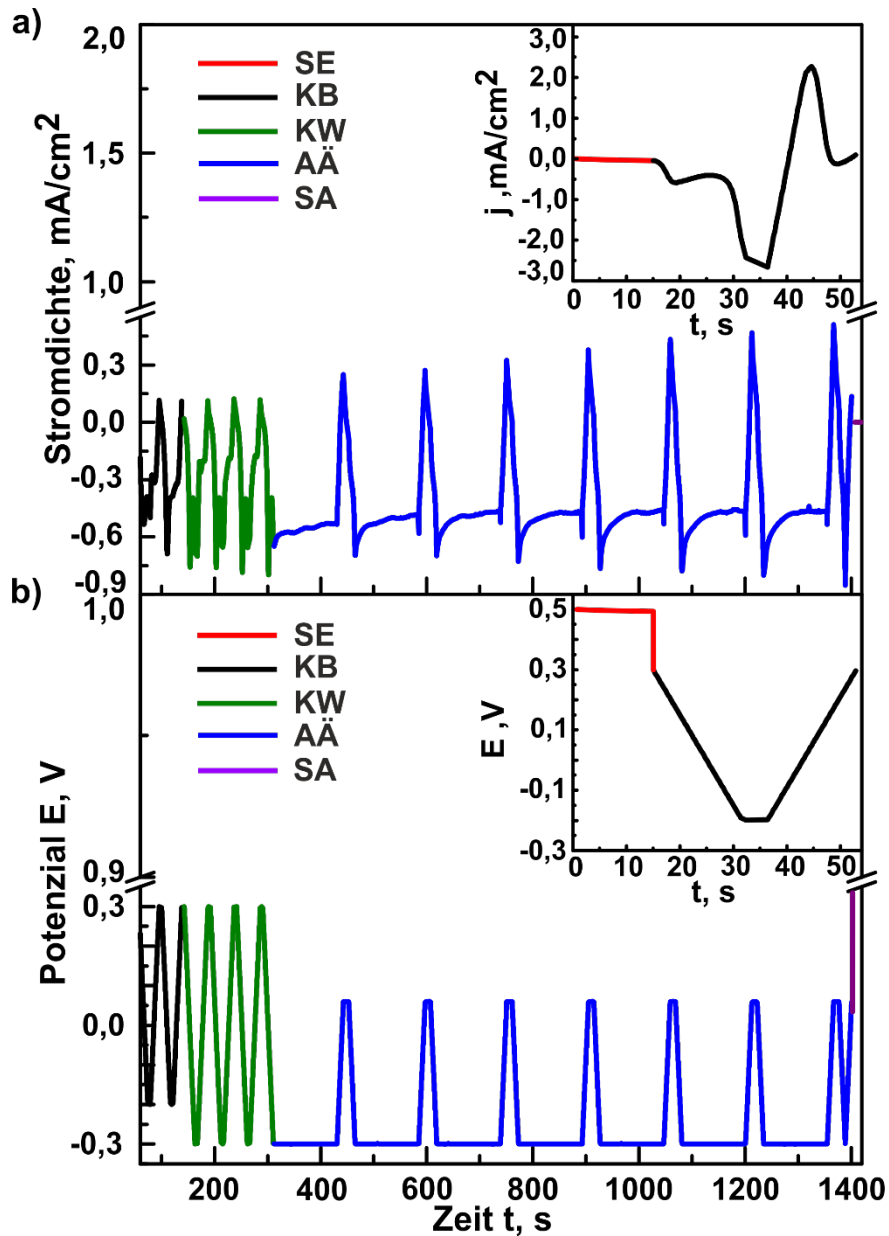 a)
2,0
1,5
1,0
0,3
0,0
-0,3
-0,6
-0,9
Stromdichte, mA/cm²
SE
KB
KW
AÄ
SA
3,0
2,0
1,0
0,0
-1,0
-2,0
-3,0
j ,mA/cm²
0 10 20 30 40 50
t, s
b)
1,0
0,9
0,3
0,0
-0,3
Potenzial E, V
SE
KB
KW
AÄ
SA
0,5
0,3
0,1
-0,1
-0,3
E ,V
0 10 20 30 40 50
t, s
200 400 600 800 1000 1200 1400
Zeit t, s